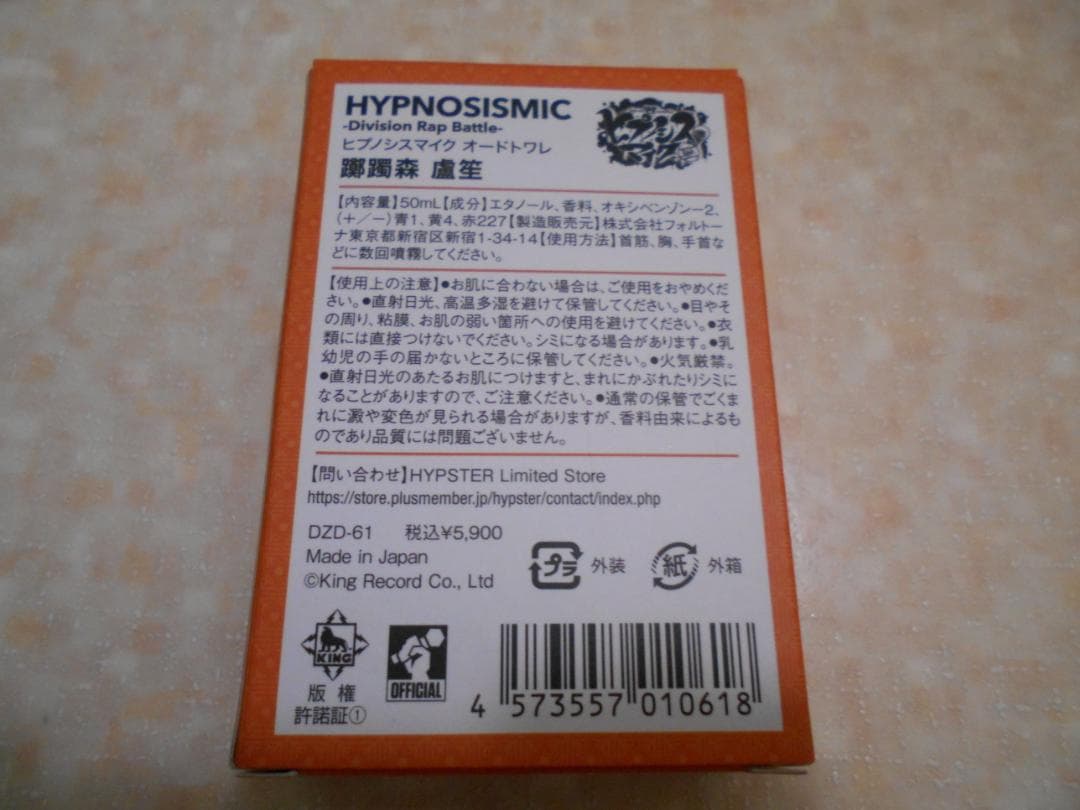 HYPNOSISMIC
-Division Rap Battle-
ヒプノシスマイク オードトワレ
躑躅森 盧笙
ヒプノシス
マイク
【内容量】50mL【成分】エタノール、香料、オキシベンゾン−2、
(+/−)青1、黄4、赤227【製造販売元】株式会社フォルトー
ナ東京都新宿区新宿1-34-14【使用方法】首筋、胸、手首な
どに数回噴霧してください。
【使用上の注意】●お肌に合わない場合は、ご使用をおやめくだ
さい。●直射日光、高温多湿を避けて保管してください。●目やそ
の周り、粘膜、お肌の弱い箇所への使用を避けてください。●衣
類には直接つけないでください。シミになる場合があります。●乳
幼児の手の届かないところに保管してください。●火気厳禁。
●直射日光のあたるお肌につけますと、まれにかぶれたりシミに
なることがありますので、ご注意ください。●通常の保管でごくま
れに澱や変色が見られる場合がありますが、香料由来によるも
のであり品質には問題ございません。
【問い合わせ】HYPSTER Limited Store
https://store.plusmember.jp/hypster/contact/index.php
DZD-61 税込¥5,900
Made in Japan
©King Record Co., Ltd
プラ 外装 紙 外箱
KING
版権
許諾証①
OFFICIAL
4 573557 010618